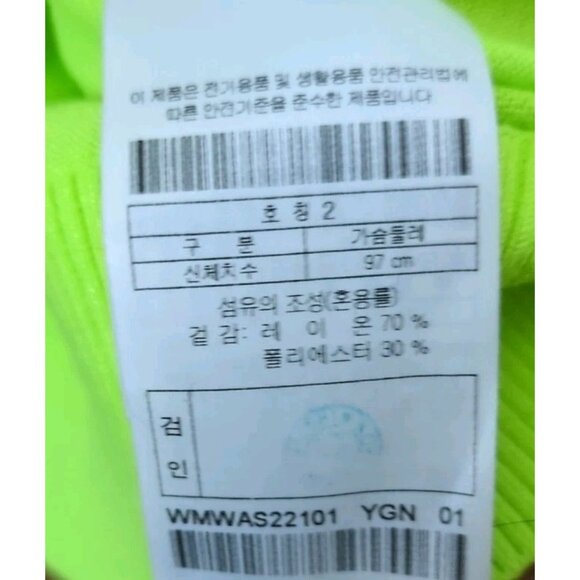 이 제품은 전기용품 및 생활용품 안전관리법에
따른 안전기준을 준수한 제품입니다
호 칭 2
구 분 가슴둘레
신체치수 97 cm
섬유의 조성(혼용률)
겉 감: 레 이 온 70 %
폴리에스터 30 %
검
인
WMWAS22101 YGN 01